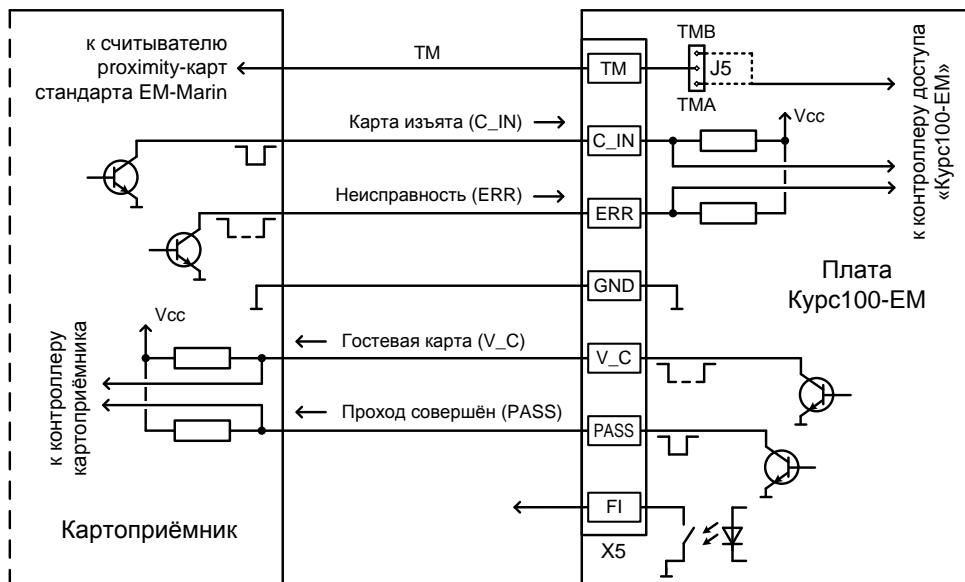 к считывателю
proximity-карт
стандарта EM-Marin
TM
TM
TMB
J5
TMA
Vcc
Карта изъята (C_IN)
C_IN
Неисправность (ERR)
ERR
к контроллеру доступа
«Курс100-EM»
GND
Плата
Курс100-EM
Vcc
к контроллеру
картоприёмника
Гостевая карта (V_C)
V_C
Проход совершён (PASS)
PASS
FI
Картоприёмник
X5